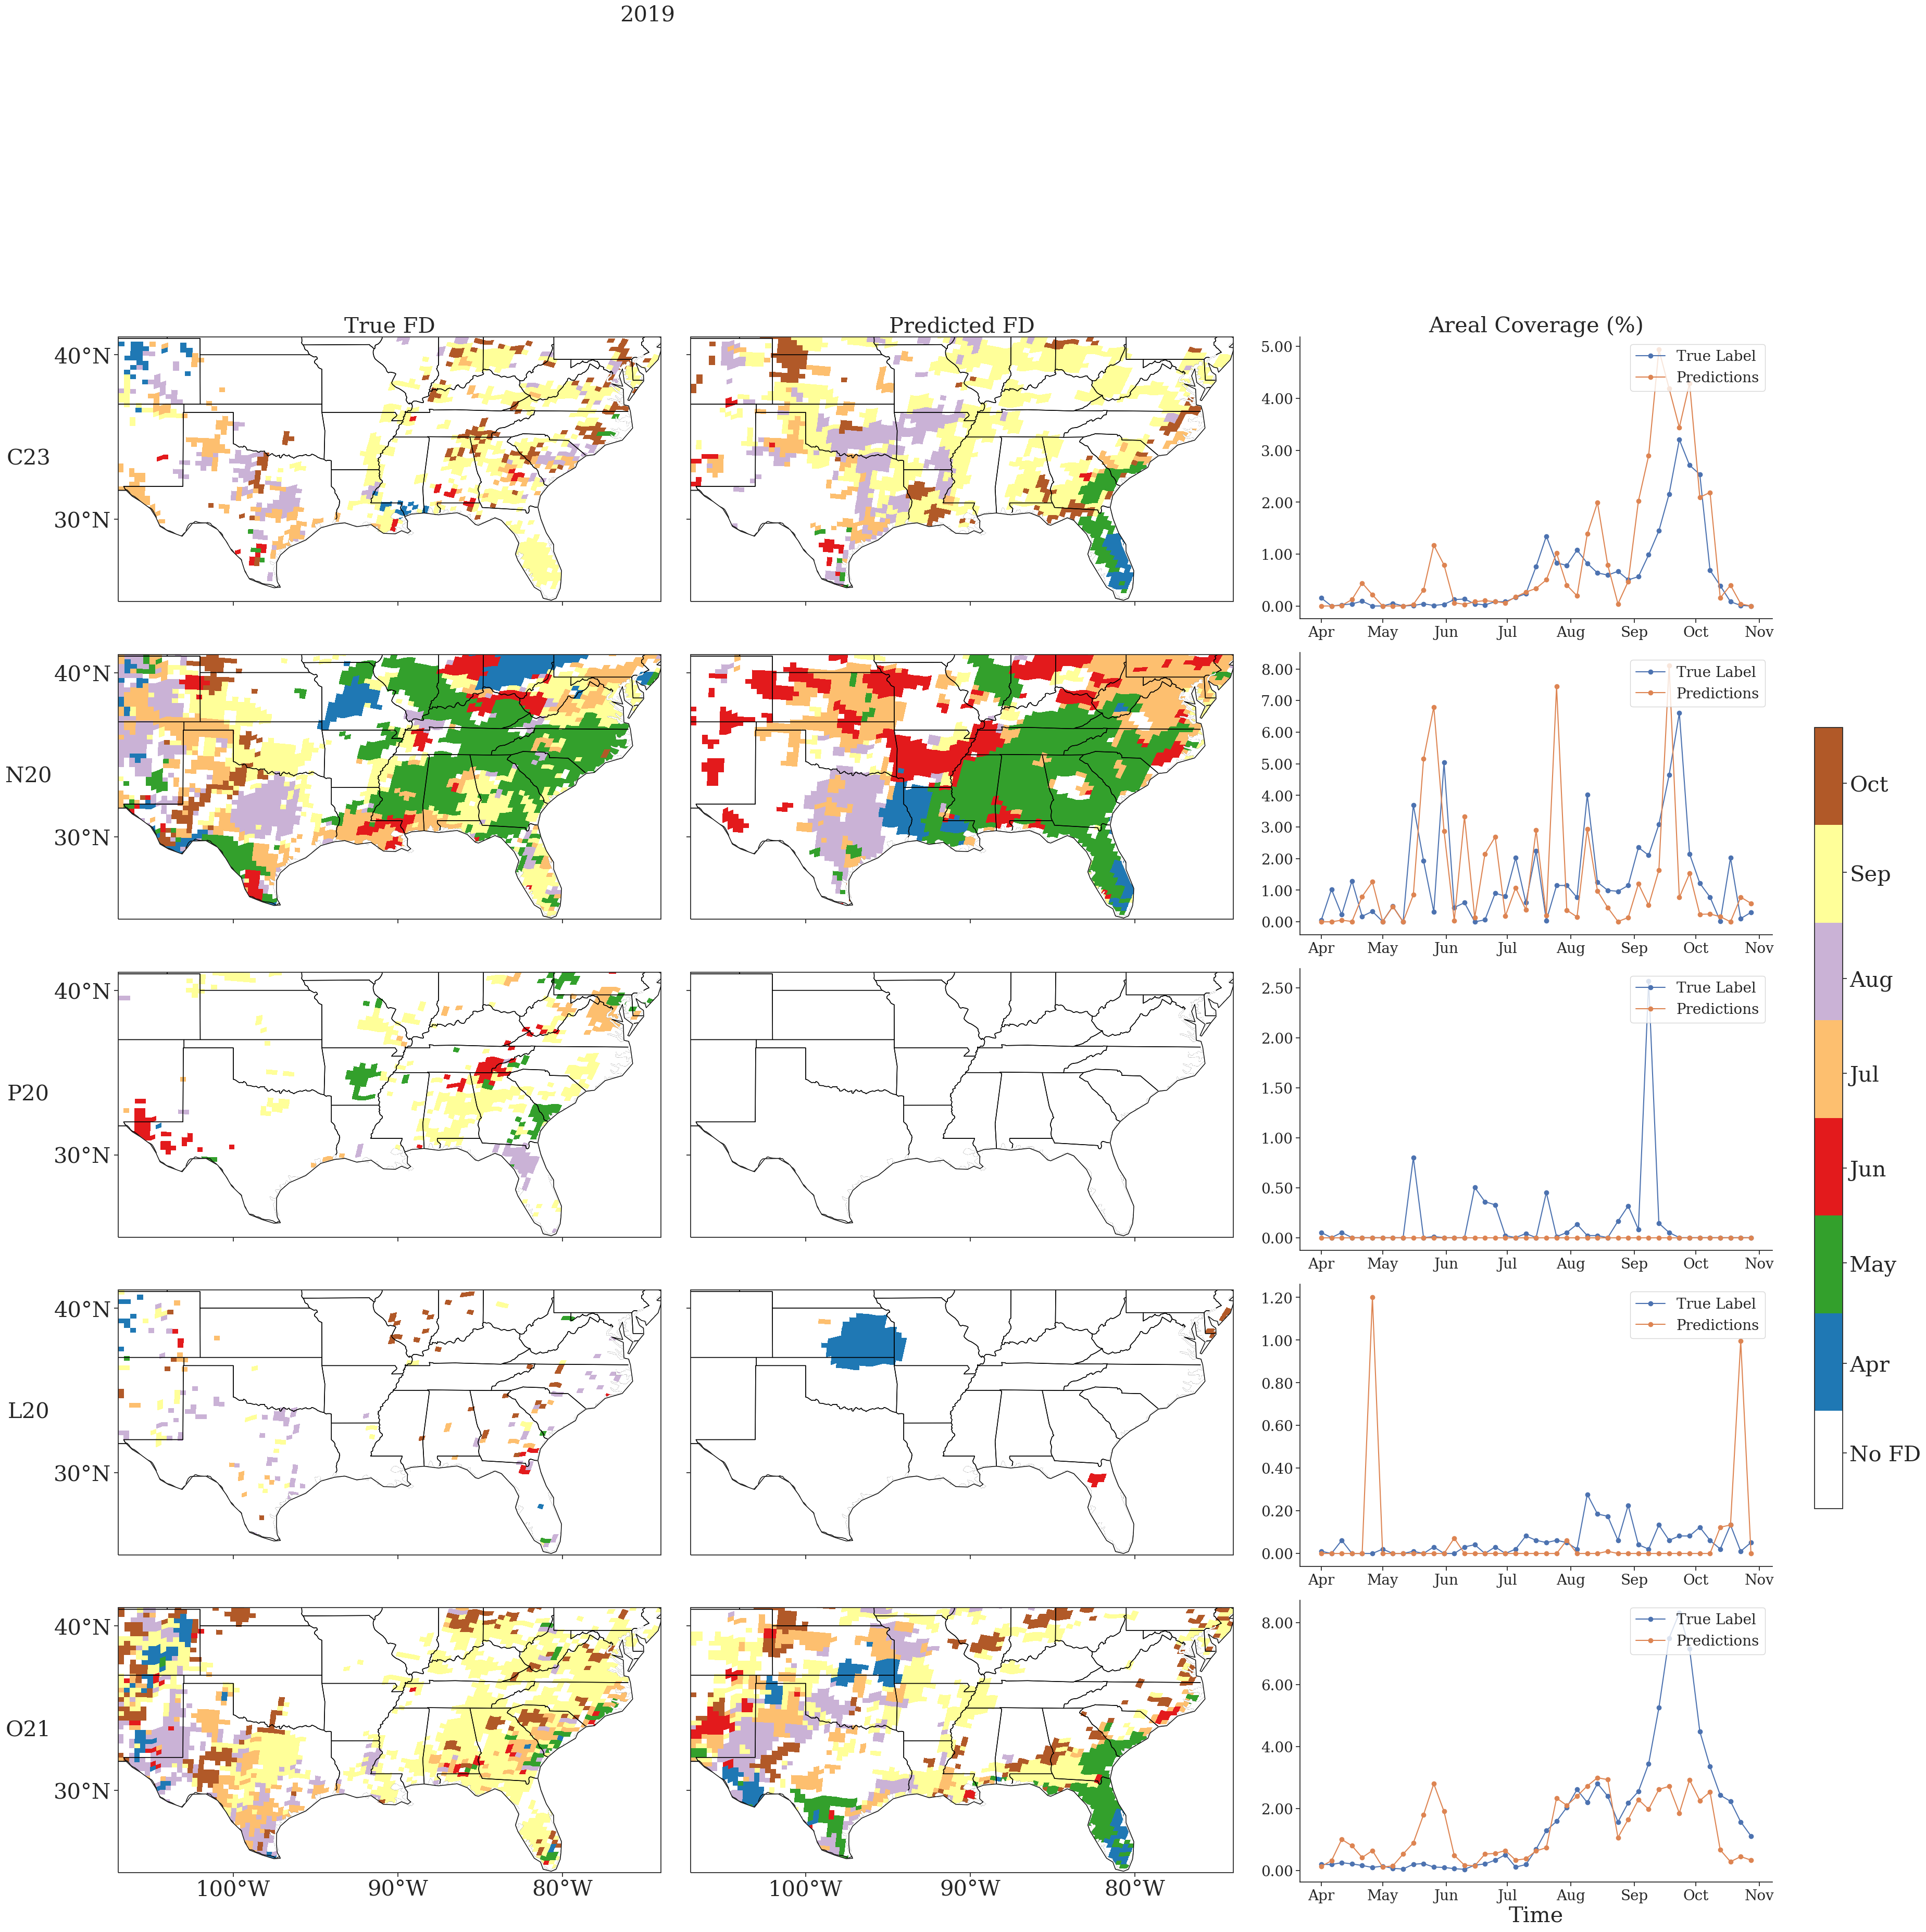 2019
True FD
Predicted FD
Areal Coverage (%)
C23
40°N
30°N
5.00
4.00
3.00
2.00
1.00
0.00
True Label
Predictions
Apr May Jun Jul Aug Sep Oct Nov
N20
40°N
30°N
8.00
7.00
6.00
5.00
4.00
3.00
2.00
1.00
0.00
True Label
Predictions
Apr May Jun Jul Aug Sep Oct Nov
P20
40°N
30°N
2.50
2.00
1.50
1.00
0.50
0.00
True Label
Predictions
Apr May Jun Jul Aug Sep Oct Nov
L20
40°N
30°N
1.20
1.00
0.80
0.60
0.40
0.20
0.00
True Label
Predictions
Apr May Jun Jul Aug Sep Oct Nov
O21
40°N
30°N
100°W 90°W 80°W
100°W 90°W 80°W
8.00
6.00
4.00
2.00
0.00
True Label
Predictions
Apr May Jun Jul Aug Sep Oct Nov
Time
Oct
Sep
Aug
Jul
Jun
May
Apr
No FD